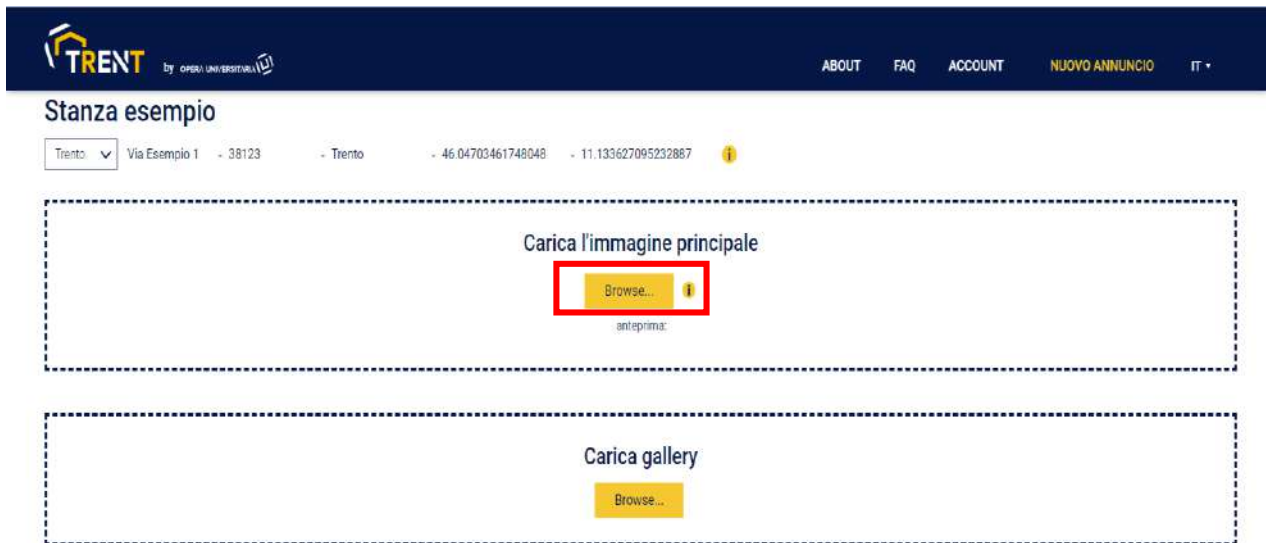 TRENT by OPERA UNIVERSITARIA
ABOUT FAQ ACCOUNT NUOVO ANNUNCIO IT
Stanza esempio
Trento Via Esempio 1 - 38123 - Trento - 46.04703461748048 - 11.133627095232887 i
Carica l'immagine principale
Browse... i
anteprima:
Carica gallery
Browse...